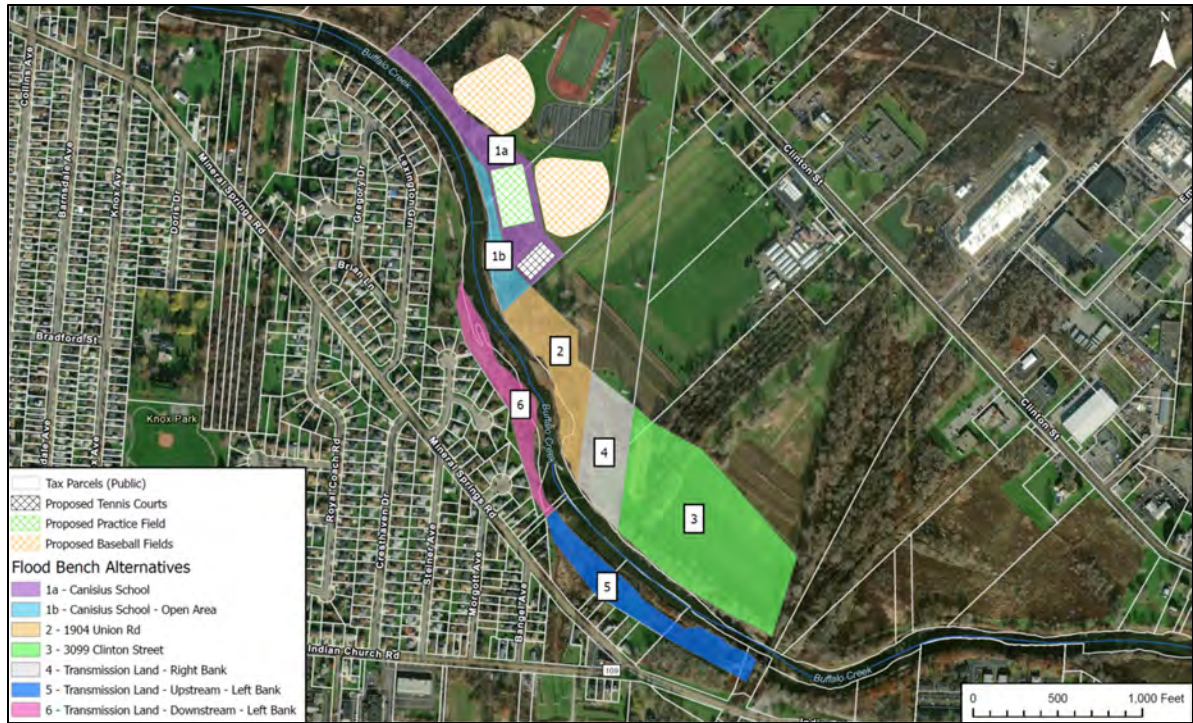 N
Buffalo Creek
Collins Ave
Barnsdale Ave
Knox Ave
Doris Dr
Mineral Springs Rd
Gregory Dr
Lexington Grn
Clinton St
1a
1b
Brian Ln
Bradford St
2
6
Buffalo Creek
4
Knox Park
Mineral Springs Rd
Clinton St
3
Royal Coach Rd
Cresthaven Dr
Steiner Ave
Morgott Ave
Bangel Ave
5
Indian Church Rd
Buffalo Creek
Tax Parcels (Public)
Proposed Tennis Courts
Proposed Practice Field
Proposed Baseball Fields
Flood Bench Alternatives
1a - Canisius School
1b - Canisius School - Open Area
2 - 1904 Union Rd
3 - 3099 Clinton Street
4 - Transmission Land - Right Bank
5 - Transmission Land - Upstream - Left Bank
6 - Transmission Land - Downstream - Left Bank
0 500 1,000 Feet